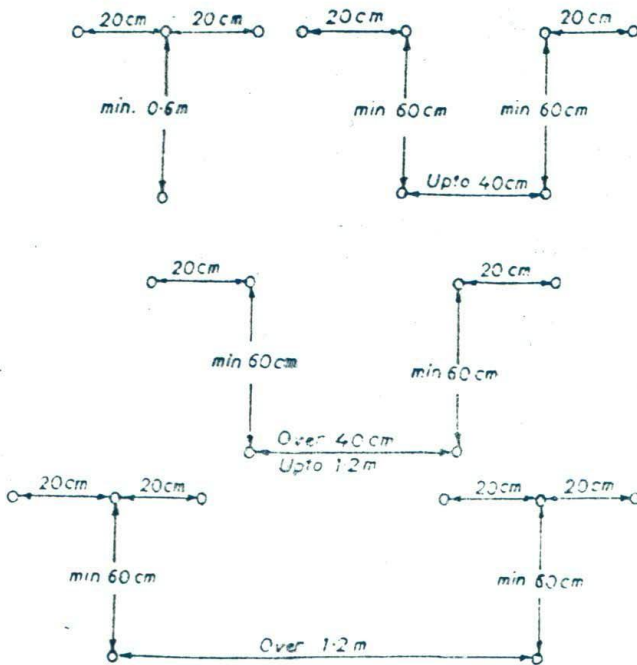 20cm 20cm 20cm 20cm
min. 0.6m min 60cm min 60cm
Upto 40cm
20cm 20cm
min 60cm min 60cm
Over 40cm
Upto 1.2m
20cm 20cm 20cm 20cm
min 60cm min 60cm
Over 1.2m